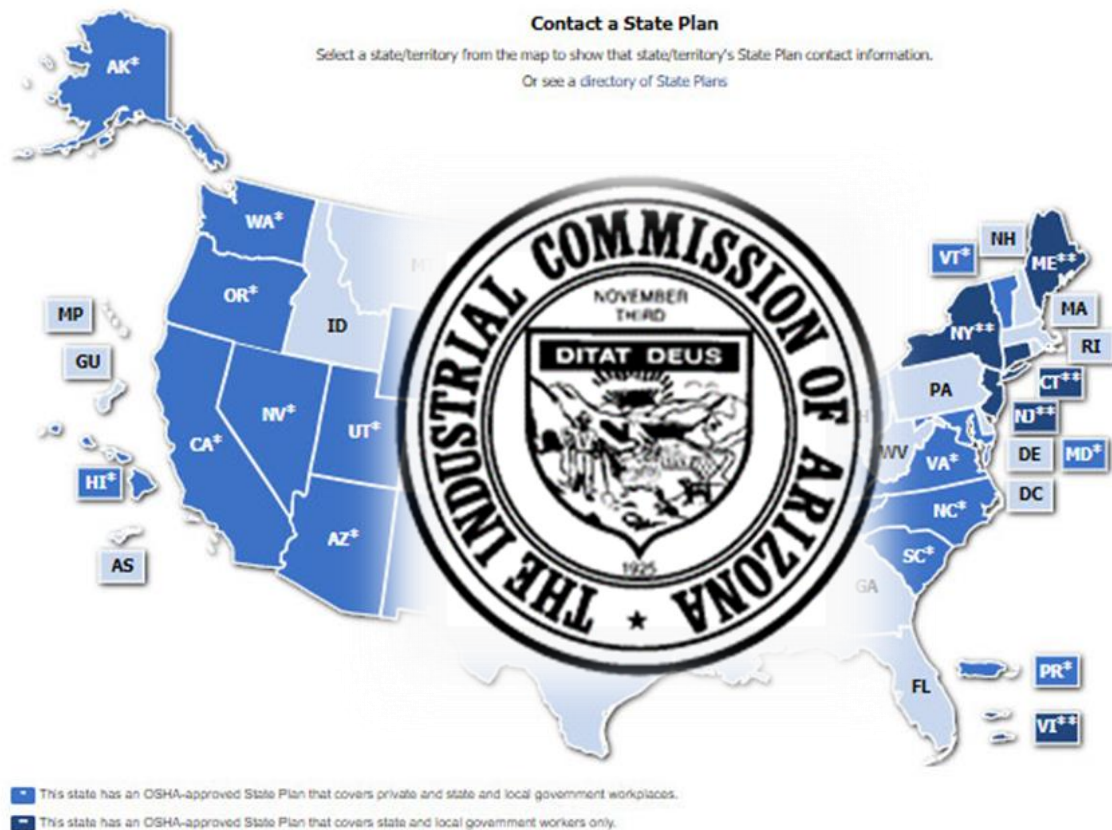 Contact a State Plan
Select a state/territory from the map to show that state/territory's State Plan contact information.
Or see a directory of State Plans
AK*
WA*
OR*
ID
MP
GU
NV*
CA*
UT*
HI*
AZ*
AS
THE INDUSTRIAL COMMISSION OF ARIZONA
NOVEMBER
THIRD
DITAT DEUS
1925
NH
VT*
ME**
MA
NY**
RI
PA
CT**
NJ**
WV
VA*
DE
MD*
DC
NC*
SC*
GA
FL
PR*
VI**
* This state has an OSHA-approved State Plan that covers private and state and local government workplaces.
** This state has an OSHA-approved State Plan that covers state and local government workers only.